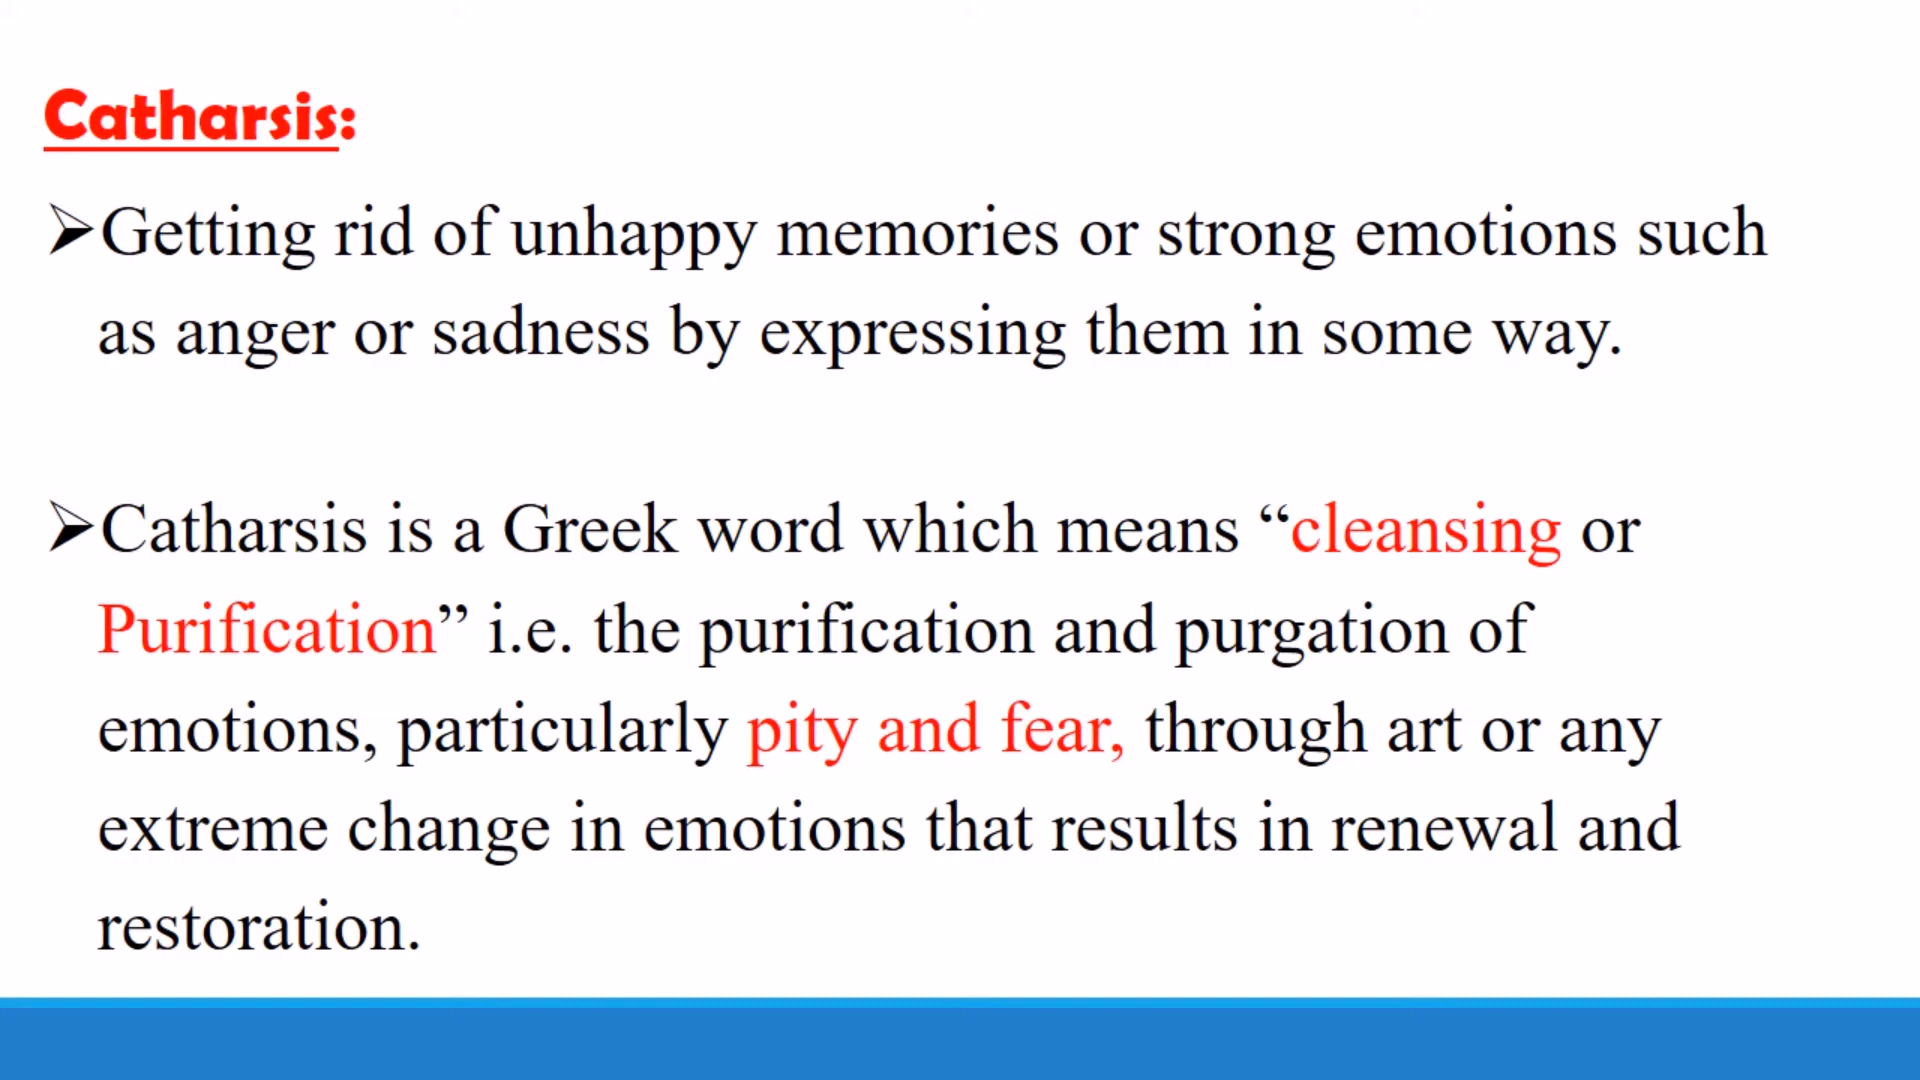 Catharsis:
➢Getting rid of unhappy memories or strong emotions such
as anger or sadness by expressing them in some way.
➢Catharsis is a Greek word which means “cleansing or
Purification” i.e. the purification and purgation of
emotions, particularly pity and fear, through art or any
extreme change in emotions that results in renewal and
restoration.